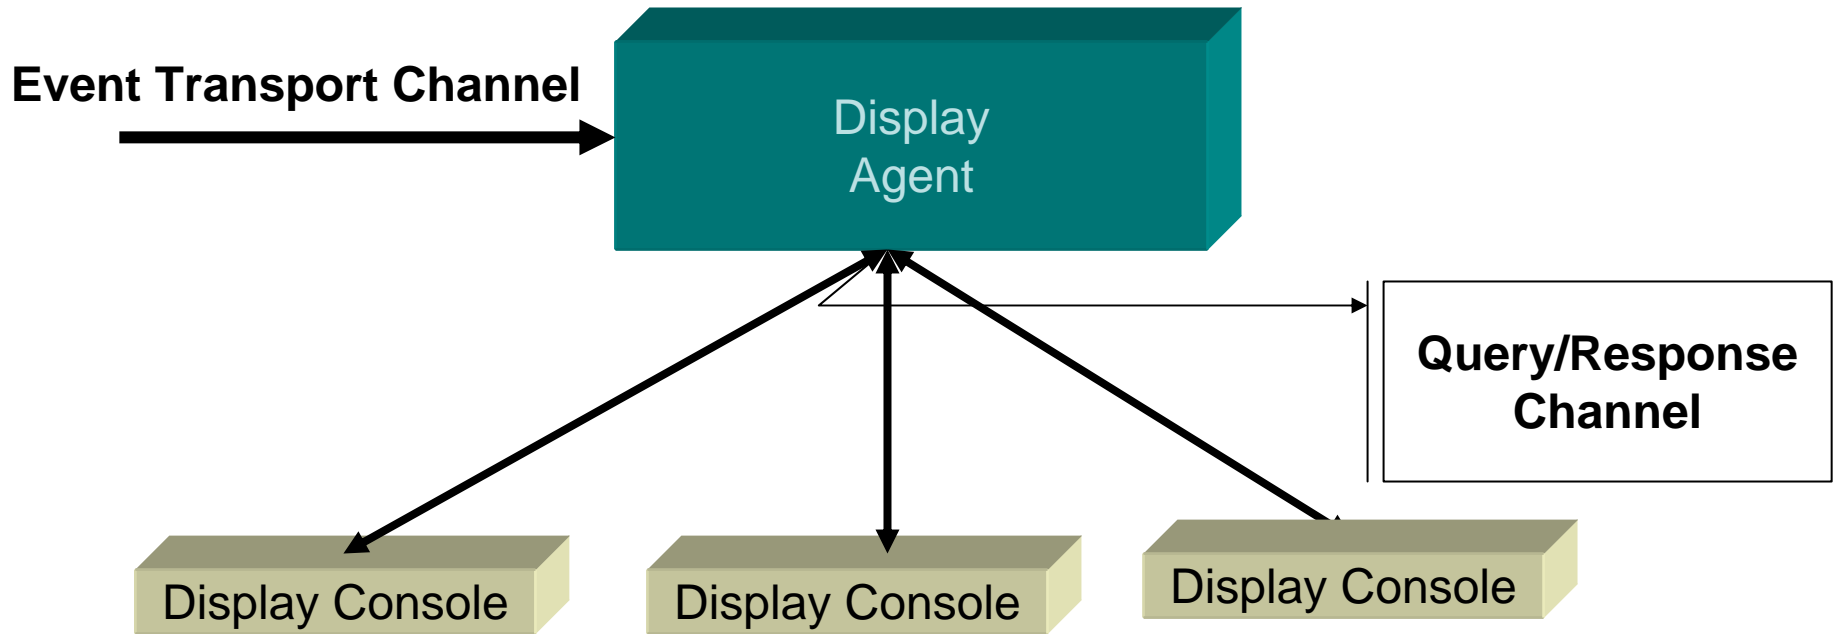 Event Transport Channel
Display
Agent
Query/Response
Channel
Display Console
Display Console
Display Console